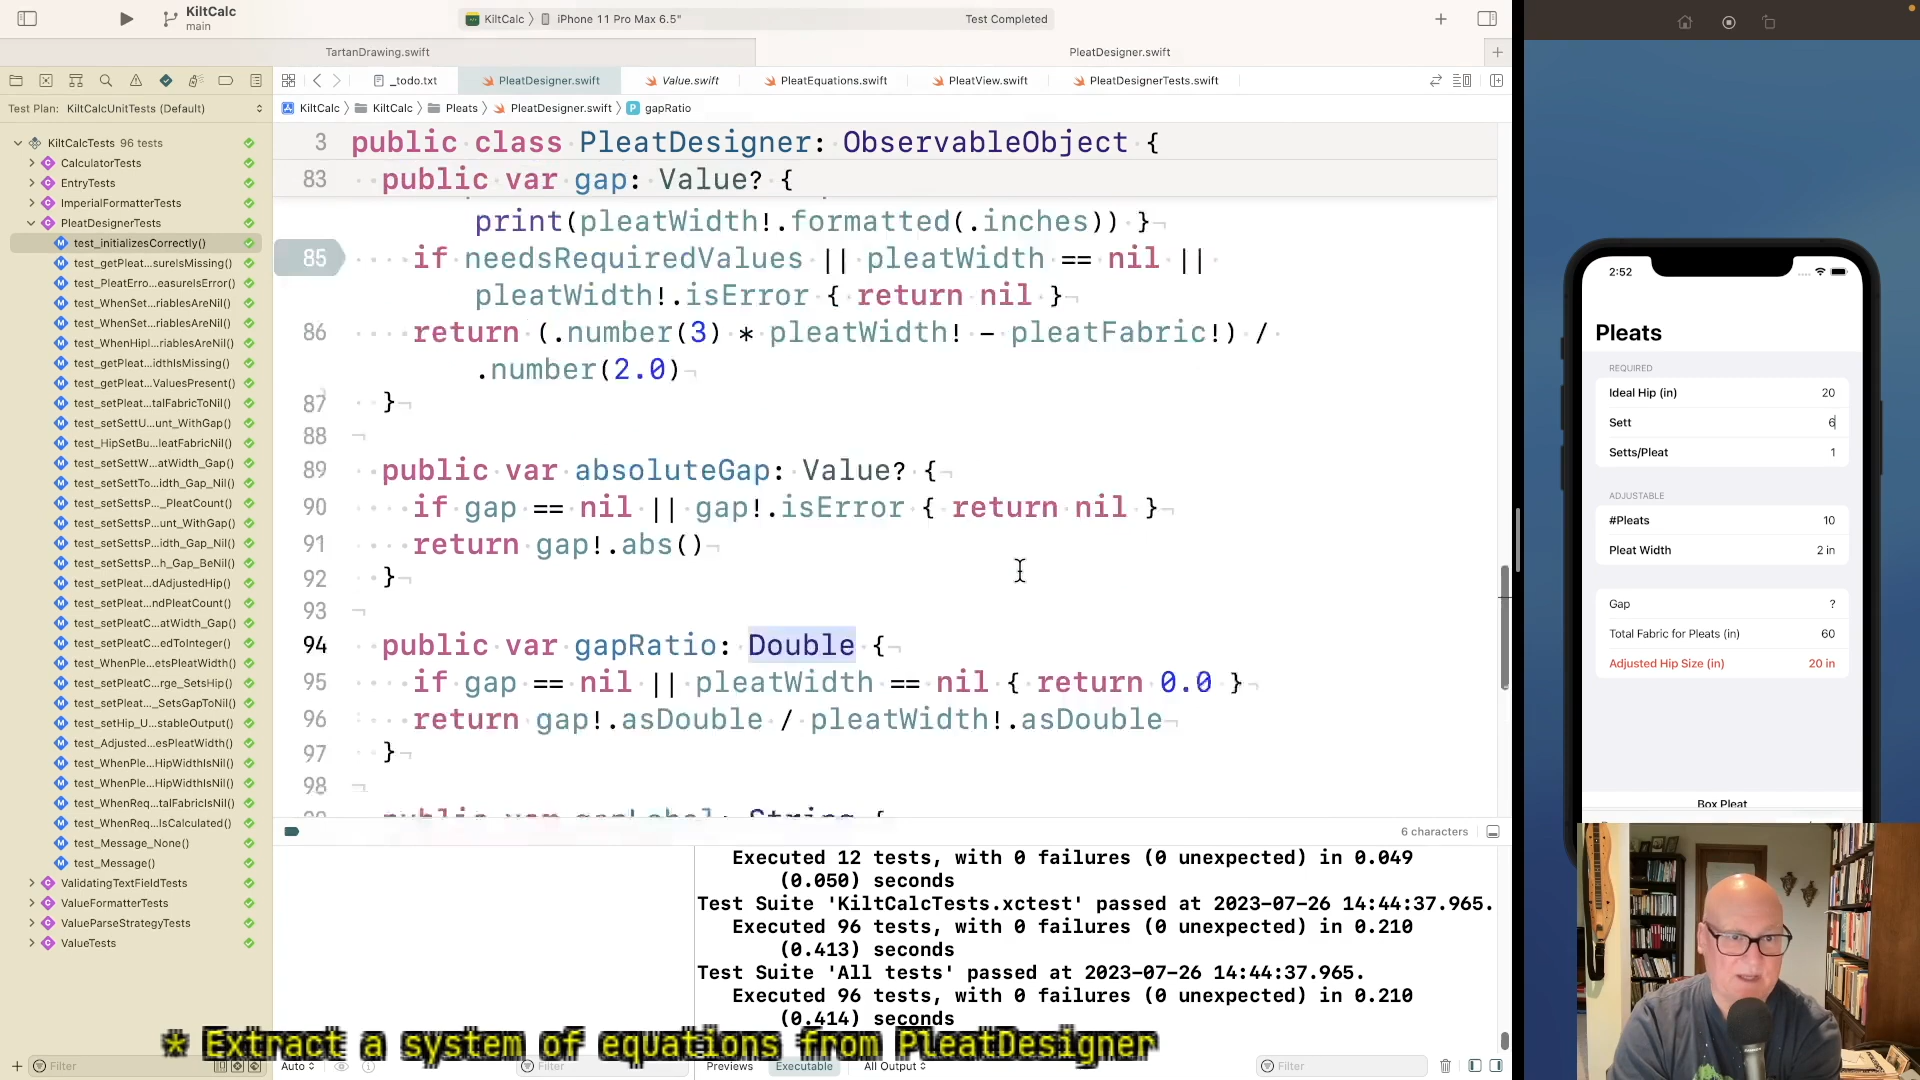 KiltCalc
main
KiltCalc
iPhone 11 Pro Max 6.5"
Test Completed
TartanDrawing.swift
PleatDesigner.swift
_todo.txt
PleatDesigner.swift
Value.swift
PleatEquations.swift
PleatView.swift
PleatDesignerTests.swift
Test Plan: KiltCalcUnitTests (Default)
KiltCalc
KiltCalc
Pleats
PleatDesigner.swift
P gapRatio
KiltCalcTests 96 tests
CalculatorTests
EntryTests
ImperialFormatterTests
PleatDesignerTests
test_initializesCorrectly()
test_getPleat...sureIsMissing()
test_PleatErro...easureIsError()
test_WhenSet...riablesAreNil()
test_WhenSet...riablesAreNil()
test_WhenHipl...riablesAreNil()
test_getPleat...idthIsMissing()
test_getPleat...ValuesPresent()
test_setPleat...talFabricToNil()
test_setSettU...unt_WithGap()
test_HipSetBu...leatFabricNil()
test_setSettW...atWidth_Gap()
test_setSettTo...idth_Gap_Nil()
test_setSettsP..._PleatCount()
test_setSettsP...unt_WithGap()
test_setSettsP...idth_Gap_Nil()
test_setSettsP...h_Gap_BeNil()
test_setPleat...dAdjustedHip()
test_setPleat...ndPleatCount()
test_setPleatC...atWidth_Gap()
test_setPleatC...edToInteger()
test_WhenPle...etsPleatWidth()
test_setPleatC...rge_SetsHip()
test_setPleat..._SetsGapToNil()
test_setHip_U...stableOutput()
test_Adjusted...esPleatWidth()
test_WhenPle...HipWidthIsNil()
test_WhenPle...HipWidthIsNil()
test_WhenReq...talFabricIsNil()
test_WhenReq...IsCalculated()
test_Message_None()
test_Message()
ValidatingTextFieldTests
ValueFormatterTests
ValueParseStrategyTests
ValueTests
Filter
3 public class PleatDesigner: ObservableObject {
83 public var gap: Value? {
print(pleatWidth!.formatted(.inches)) }
85 if needsRequiredValues || pleatWidth == nil ||
pleatWidth!.isError { return nil }
86 return (.number(3) * pleatWidth! - pleatFabric!) /
.number(2.0)
87 }
88
89 public var absoluteGap: Value? {
90 if gap == nil || gap!.isError { return nil }
91 return gap!.abs()
92 }
93
94 public var gapRatio: Double {
95 if gap == nil || pleatWidth == nil { return 0.0 }
96 return gap!.asDouble / pleatWidth!.asDouble
97 }
98
public var gapLabel: String {
6 characters
Executed 12 tests, with 0 failures (0 unexpected) in 0.049
(0.050) seconds
Test Suite 'KiltCalcTests.xctest' passed at 2023-07-26 14:44:37.965.
Executed 96 tests, with 0 failures (0 unexpected) in 0.210
(0.413) seconds
Test Suite 'All tests' passed at 2023-07-26 14:44:37.965.
Executed 96 tests, with 0 failures (0 unexpected) in 0.210
(0.414) seconds
* Extract a system of equations from PleatDesigner
Auto
Filter
Previews
Executable
All Output
Filter
2:52
Pleats
REQUIRED
Ideal Hip (in) 20
Sett 6
Setts/Pleat 1
ADJUSTABLE
#Pleats 10
Pleat Width 2 in
Gap ?
Total Fabric for Pleats (in) 60
Adjusted Hip Size (in) 20 in
Box Pleat